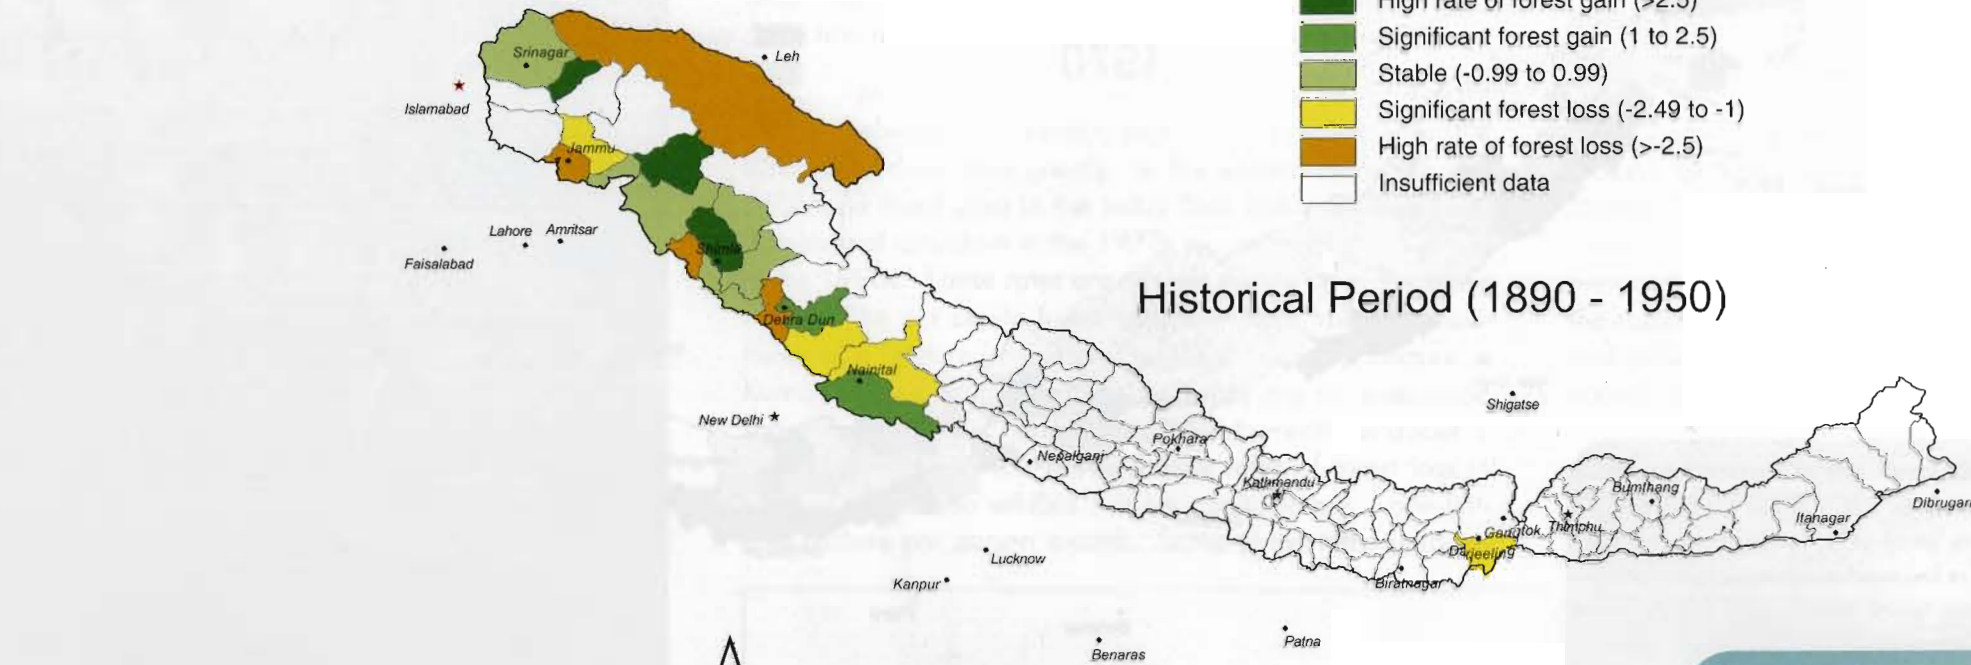 High rate of forest gain (>2.5)
Significant forest gain (1 to 2.5)
Stable (-0.99 to 0.99)
Significant forest loss (-2.49 to -1)
High rate of forest loss (>-2.5)
Insufficient data
Historical Period (1890 - 1950)
Srinagar
Leh
Islamabad
Jammu
Lahore
Amritsar
Faisalabad
Shimla
Dehra Dun
Nainital
New Delhi
Shigatse
Pokhara
Nepalganj
Kathmandu
Bumthang
Dibrugarh
Itanagar
Gangtok
Thimphu
Darjeeling
Biratnagar
Lucknow
Kanpur
Patna
Benaras
1970